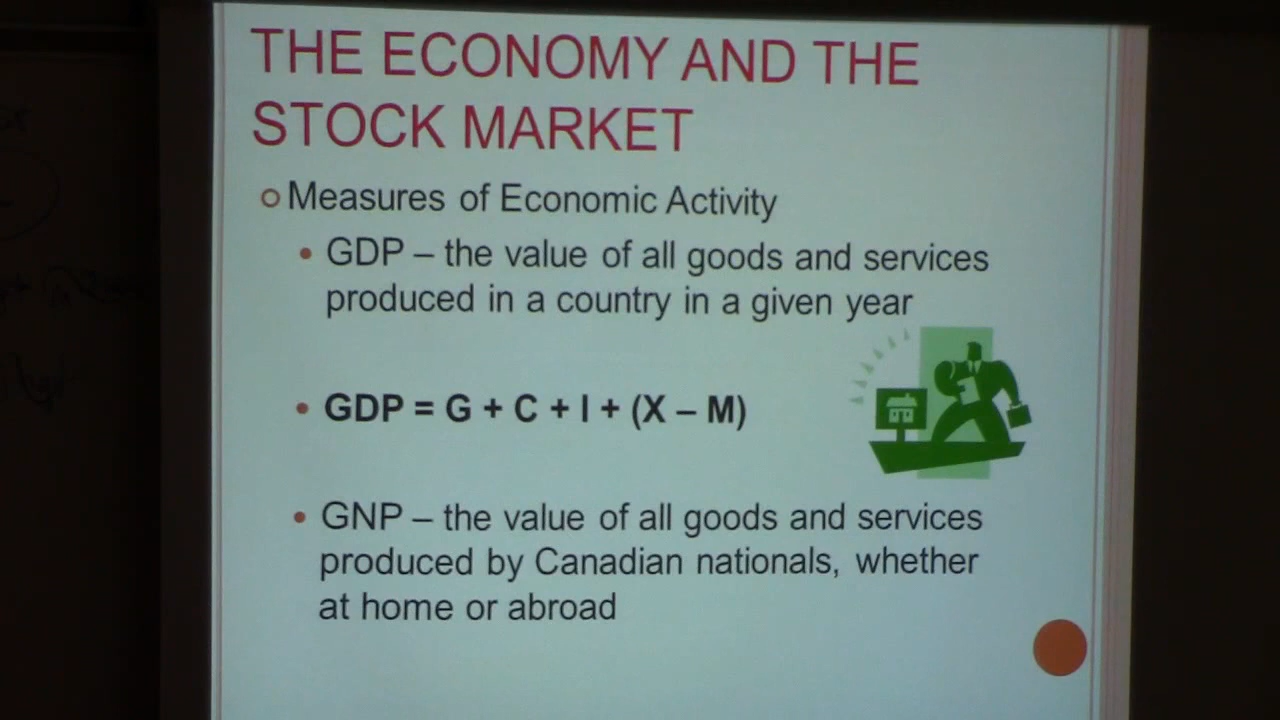 THE ECONOMY AND THE
STOCK MARKET
Measures of Economic Activity
• GDP – the value of all goods and services
produced in a country in a given year
• GDP = G + C + I + (X – M)
• GNP – the value of all goods and services
produced by Canadian nationals, whether
at home or abroad